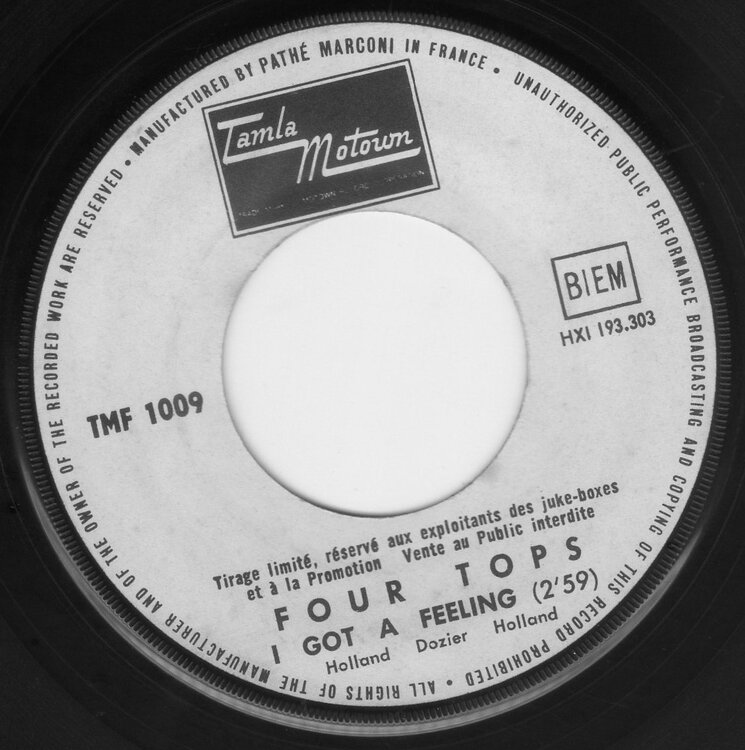 MANUFACTURED BY PATHÉ MARCONI IN FRANCE • UNAUTHORIZED PUBLIC PERFORMANCE BROADCASTING AND COPYING OF THIS RECORD PROHIBITED • ALL RIGHTS OF THE MANUFACTURER AND OF THE OWNER OF THE RECORDED WORK ARE RESERVED •
Tamla
Motown
BIEM
HXI 193.303
TMF 1009
Tirage limité, réservé aux exploitants des juke-boxes
et à la Promotion Vente au Public interdite
FOUR TOPS
I GOT A FEELING (2'59)
Holland Dozier Holland